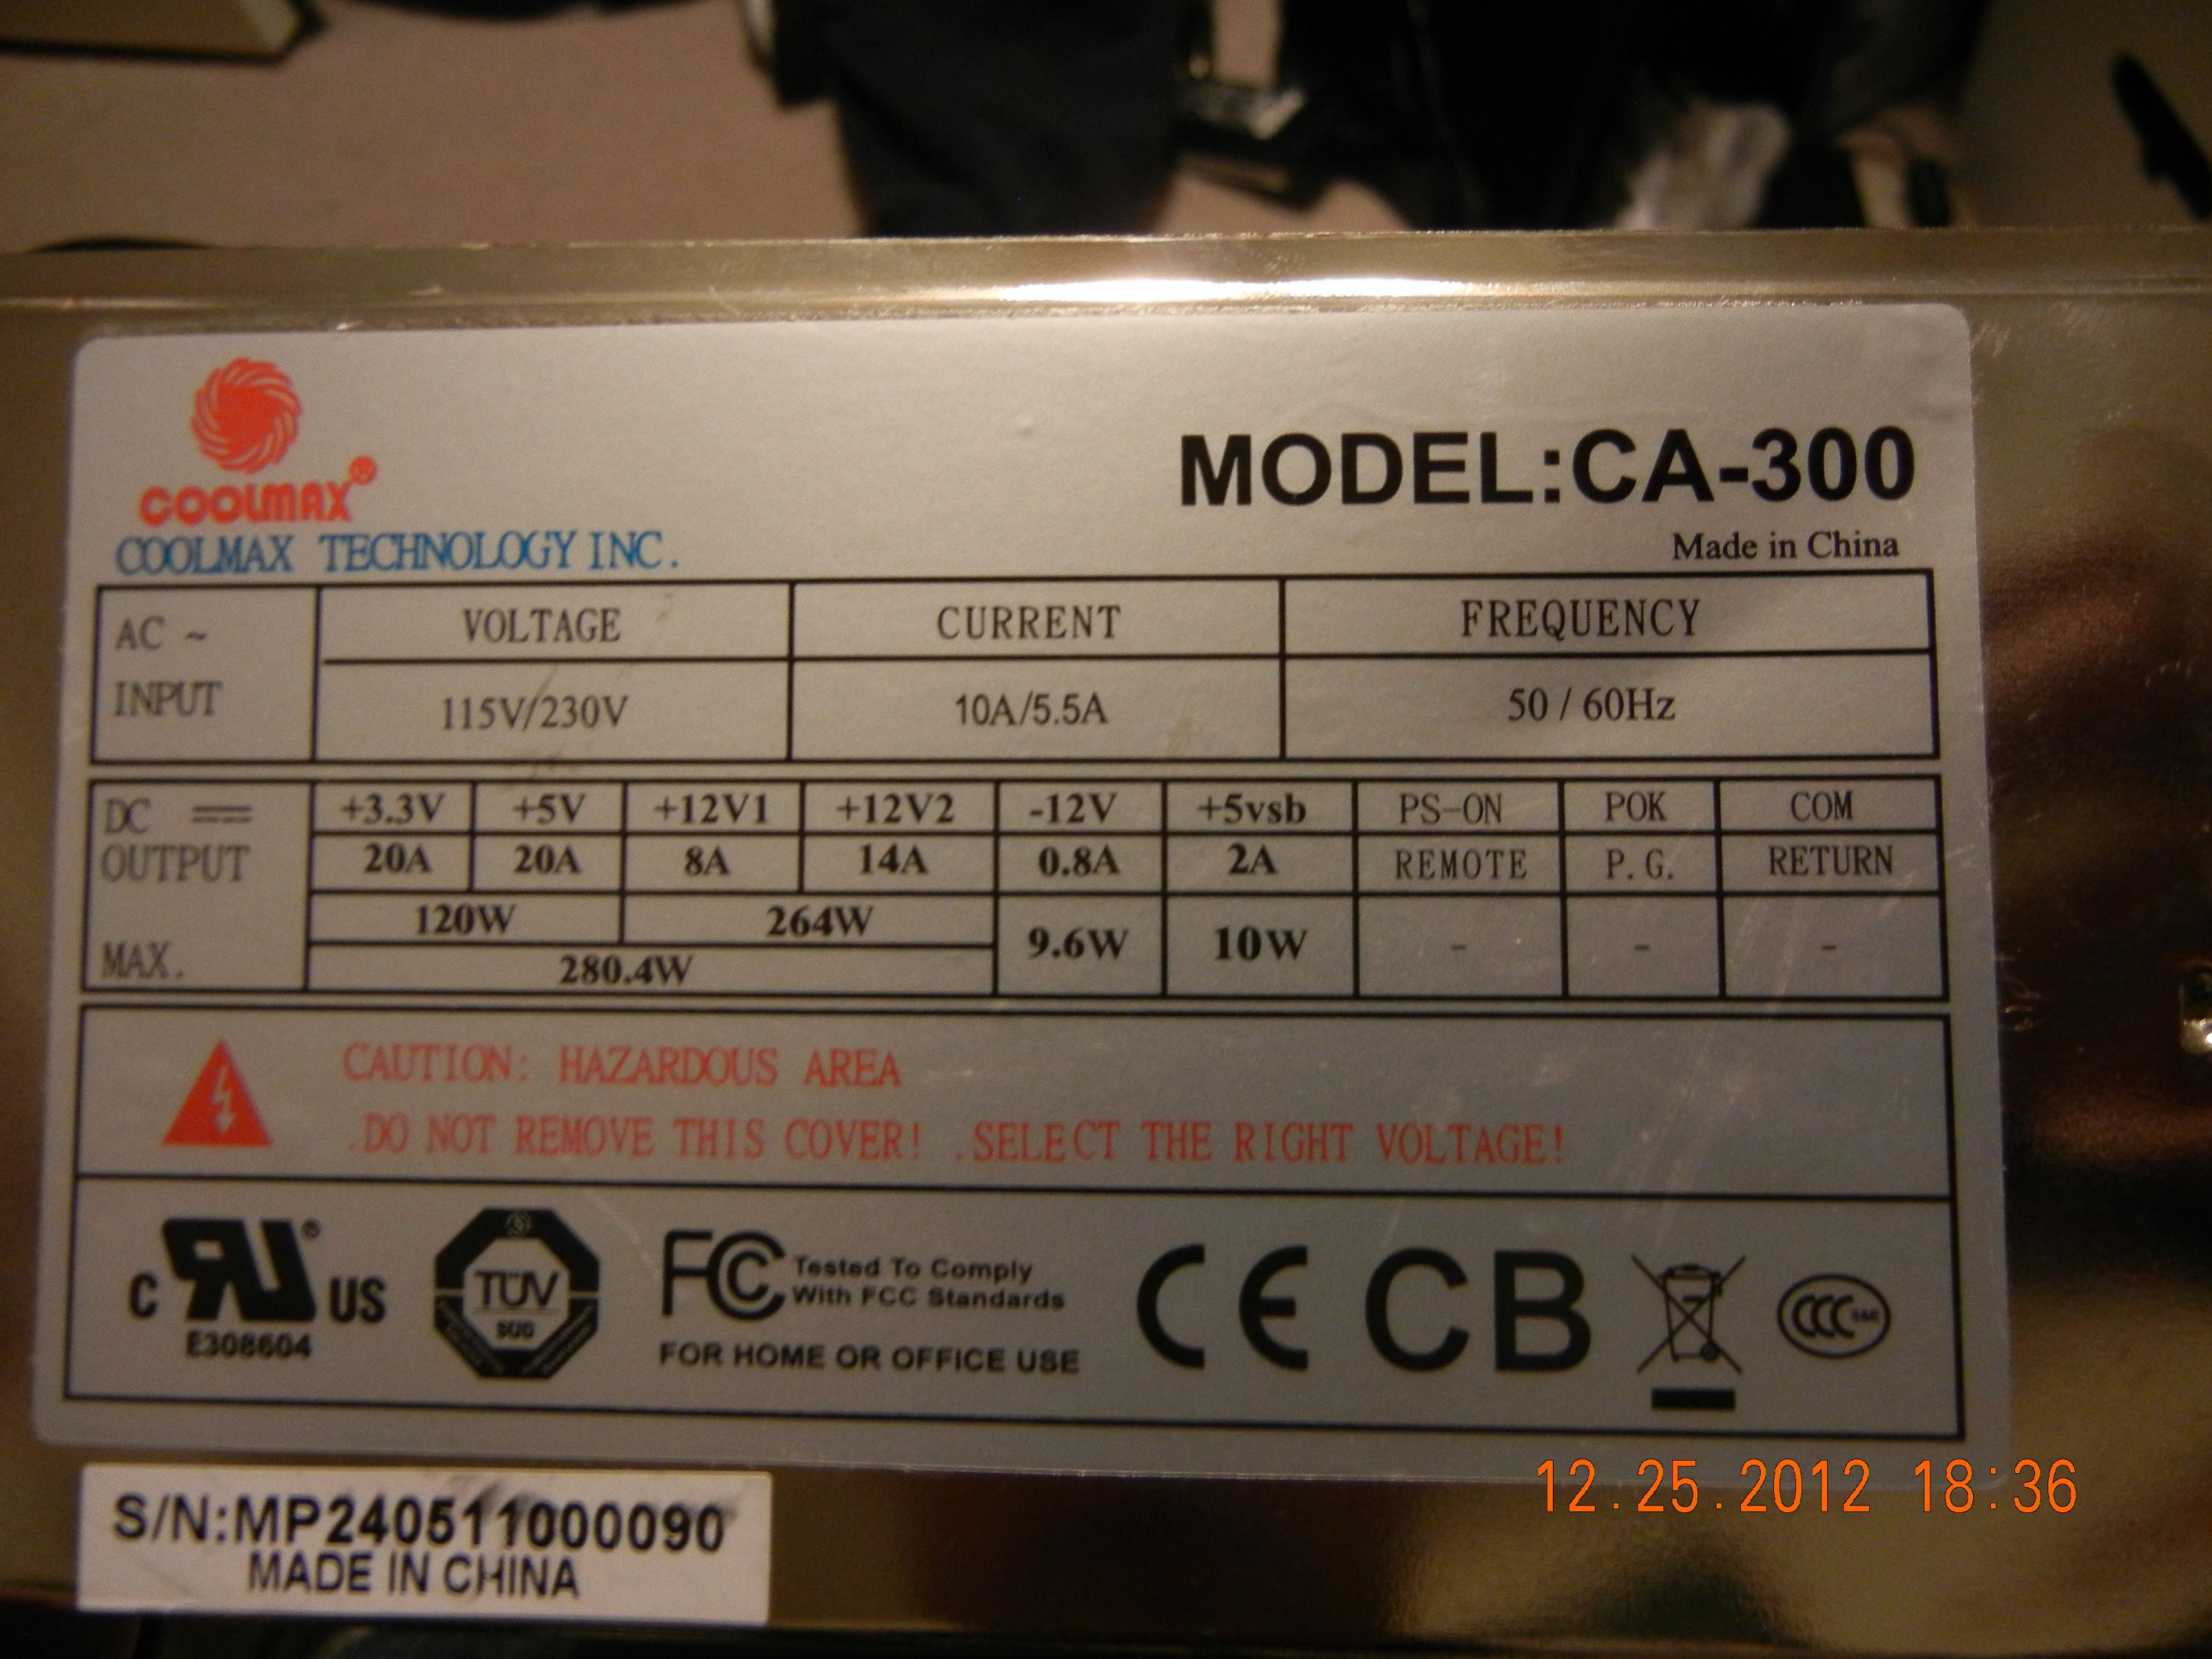 COOLMAX®
COOLMAX TECHNOLOGY INC.
MODEL:CA-300
Made in China
AC ~ INPUT
VOLTAGE CURRENT FREQUENCY
115V/230V 10A/5.5A 50 / 60Hz
DC OUTPUT MAX.
+3.3V +5V +12V1 +12V2 -12V +5vsb PS-ON POK COM
20A 20A 8A 14A 0.8A 2A REMOTE P.G. RETURN
120W 264W 9.6W 10W - - -
280.4W
CAUTION: HAZARDOUS AREA
.DO NOT REMOVE THIS COVER! .SELECT THE RIGHT VOLTAGE!
C RU® US
E308604
TÜV
SÜD
FC Tested To Comply
With FCC Standards
FOR HOME OR OFFICE USE
CE CB
CCC
12.25.2012 18:36
S/N:MP240511000090
MADE IN CHINA